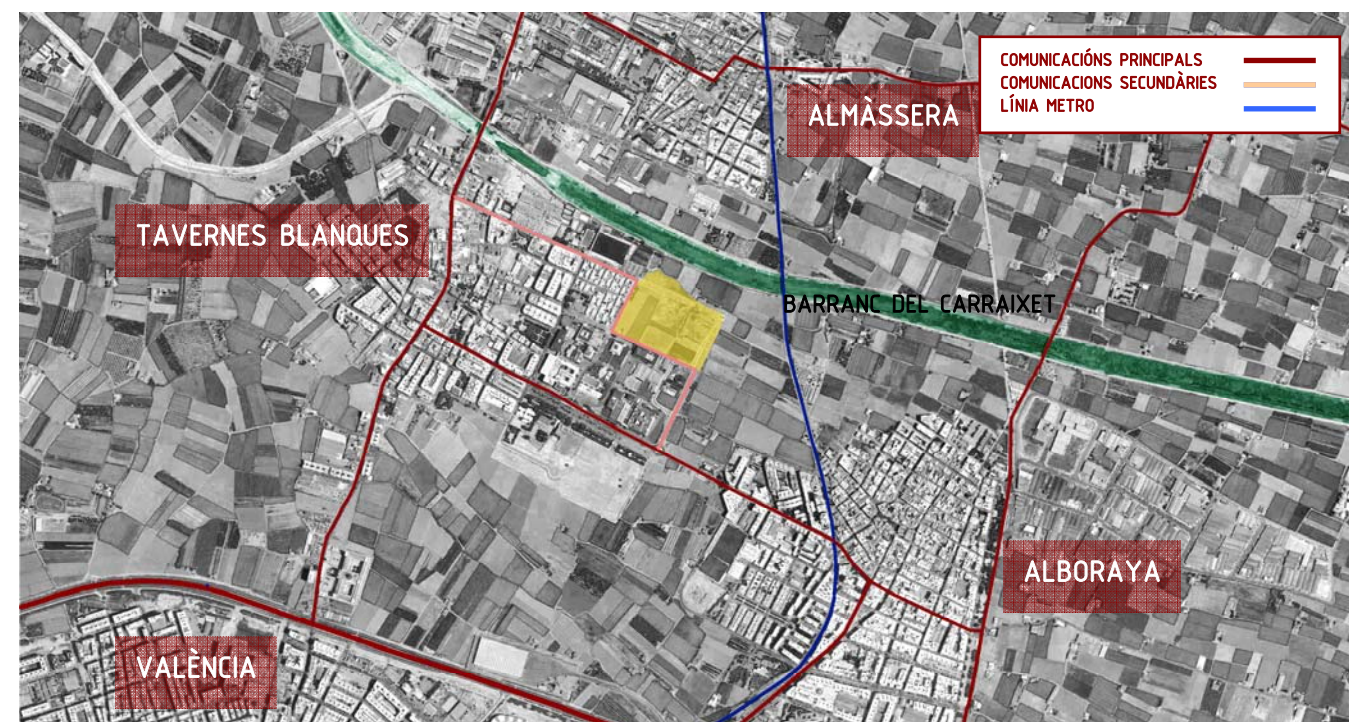 COMUNICACIÓNS PRINCIPALS
COMUNICACIONS SECUNDÀRIES
LÍNIA METRO
ALMÀSSERA
TAVERNES BLANQUES
BARRANC DEL CARRAIXET
ALBORAYA
VALÈNCIA